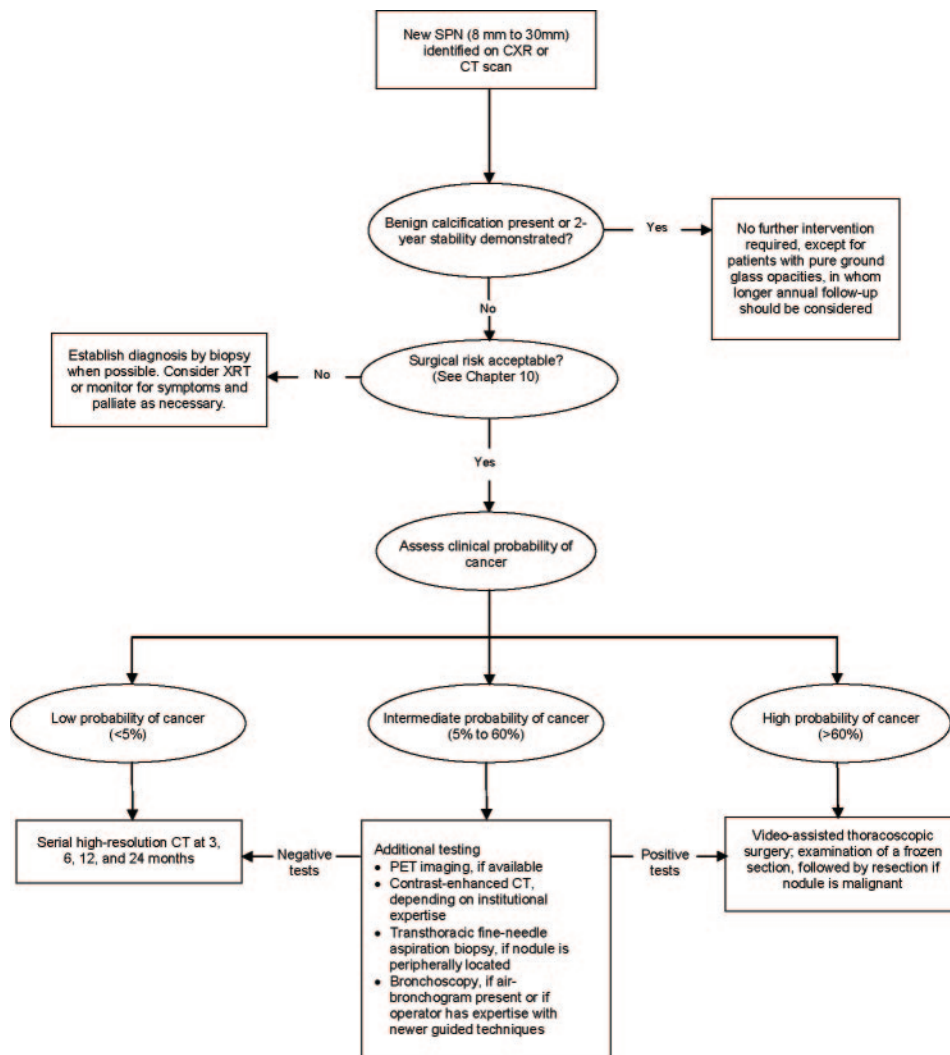 New SPN (8 mm to 30mm)
identified on CXR or
CT scan
Benign calcification present or 2-
year stability demonstrated?
Yes
No further intervention
required, except for
patients with pure ground
glass opacities, in whom
longer annual follow-up
should be considered
No
Surgical risk acceptable?
(See Chapter 10)
No
Establish diagnosis by biopsy
when possible. Consider XRT
or monitor for symptoms and
palliate as necessary.
Yes
Assess clinical probability of
cancer
Low probability of cancer
(<5%)
Intermediate probability of cancer
(5% to 60%)
High probability of cancer
(>60%)
Serial high-resolution CT at 3,
6, 12, and 24 months
Negative
tests
Additional testing
• PET imaging, if available
• Contrast-enhanced CT,
depending on institutional
expertise
• Transthoracic fine-needle
aspiration biopsy, if nodule is
peripherally located
• Bronchoscopy, if air-
bronchogram present or if
operator has expertise with
newer guided techniques
Positive
tests
Video-assisted thoracoscopic
surgery; examination of a frozen
section, followed by resection if
nodule is malignant